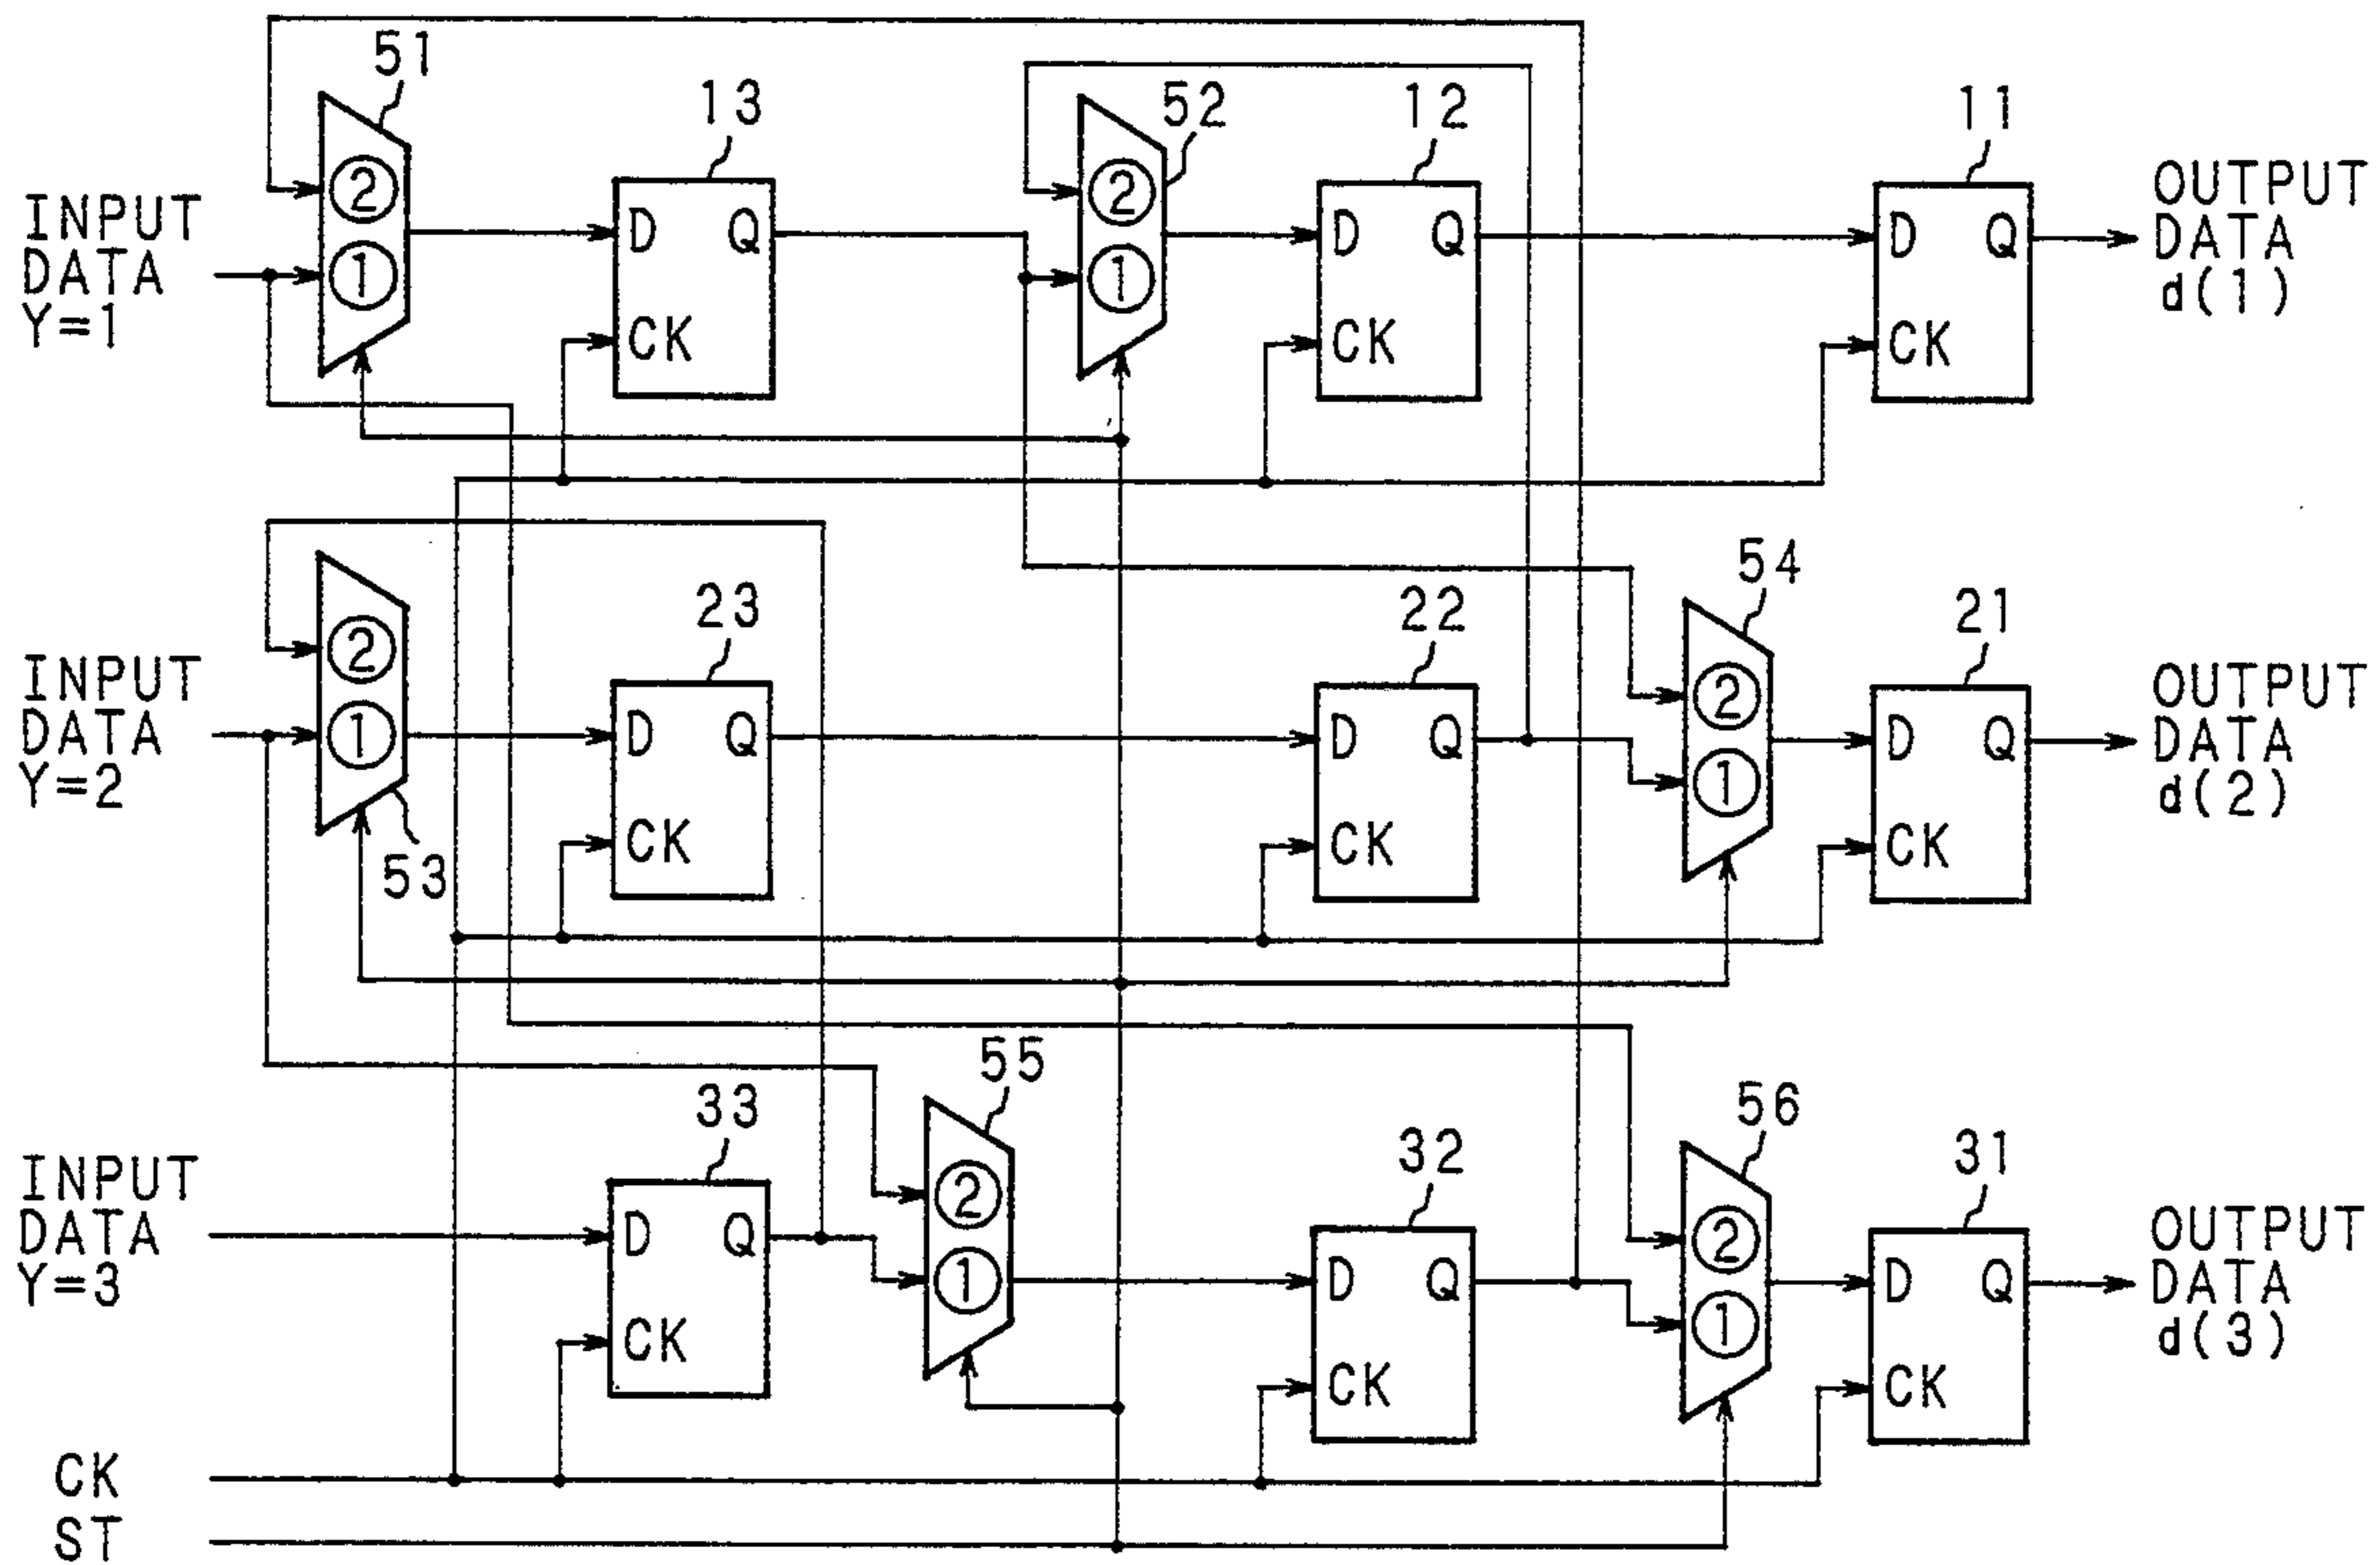 51
13
52
12
11
②
①
D Q
CK
②
①
D Q
CK
D Q
CK
INPUT
DATA
Y=1
OUTPUT
DATA
d(1)
53
23
22
54
21
②
①
D Q
CK
D Q
CK
②
①
D Q
CK
INPUT
DATA
Y=2
OUTPUT
DATA
d(2)
33
55
32
56
31
D Q
CK
②
①
D Q
CK
②
①
D Q
CK
INPUT
DATA
Y=3
OUTPUT
DATA
d(3)
CK
ST